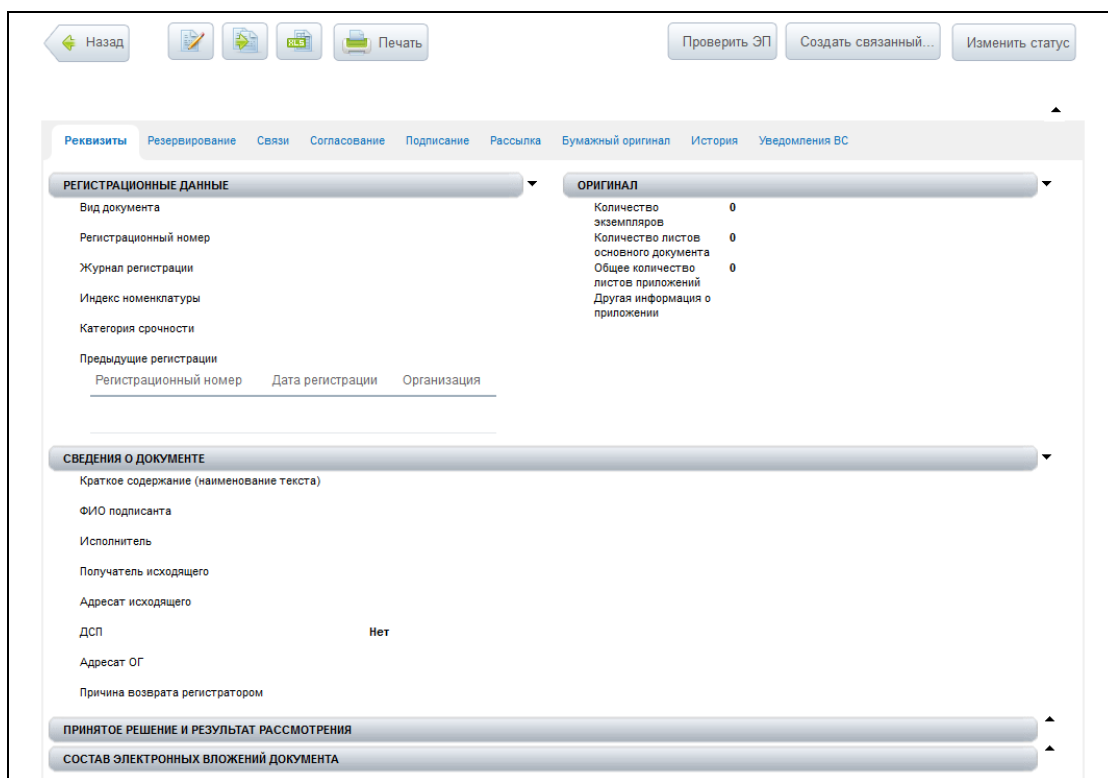 Назад
XLS
Печать
Проверить ЭП
Создать связанный...
Изменить статус
Реквизиты Резервирование Связи Согласование Подписание Рассылка Бумажный оригинал История Уведомления ВС
РЕГИСТРАЦИОННЫЕ ДАННЫЕ
Вид документа
Регистрационный номер
Журнал регистрации
Индекс номенклатуры
Категория срочности
Предыдущие регистрации
Регистрационный номер Дата регистрации Организация
ОРИГИНАЛ
Количество 0
экземпляров
Количество листов 0
основного документа
Общее количество 0
листов приложений
Другая информация о
приложении
СВЕДЕНИЯ О ДОКУМЕНТЕ
Краткое содержание (наименование текста)
ФИО подписанта
Исполнитель
Получатель исходящего
Адресат исходящего
ДСП Нет
Адресат ОГ
Причина возврата регистратором
ПРИНЯТОЕ РЕШЕНИЕ И РЕЗУЛЬТАТ РАССМОТРЕНИЯ
СОСТАВ ЭЛЕКТРОННЫХ ВЛОЖЕНИЙ ДОКУМЕНТА